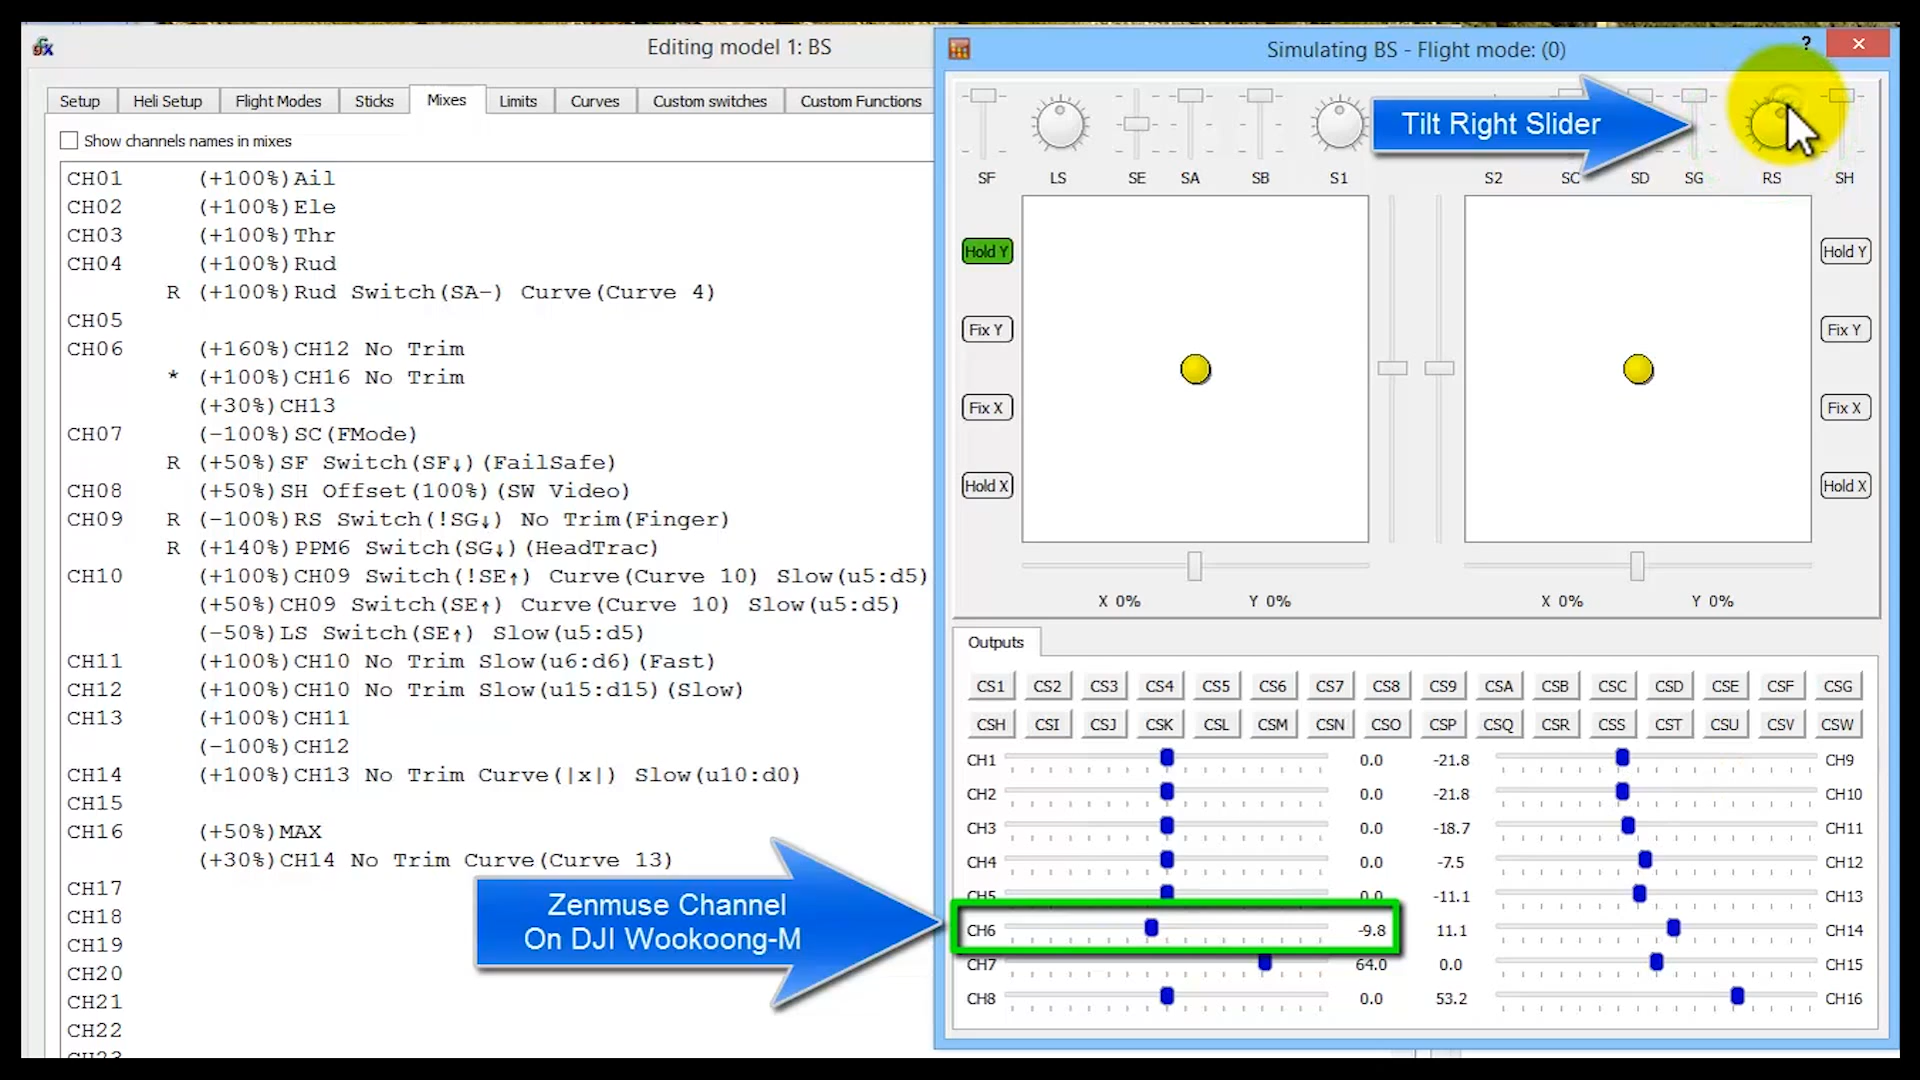 Editing model 1: BS
Setup Heli Setup Flight Modes Sticks Mixes Limits Curves Custom switches Custom Functions
Show channels names in mixes
CH01 (+100%)Ail
CH02 (+100%)Ele
CH03 (+100%)Thr
CH04 (+100%)Rud
R (+100%)Rud Switch(SA-) Curve(Curve 4)
CH05
CH06 (+160%)CH12 No Trim
* (+100%)CH16 No Trim
(+30%)CH13
CH07 (-100%)SC(FMode)
R (+50%)SF Switch(SF↓)(FailSafe)
CH08 (+50%)SH Offset(100%)(SW Video)
CH09 R (-100%)RS Switch(!SG↓) No Trim(Finger)
R (+140%)PPM6 Switch(SG↓)(HeadTrac)
CH10 (+100%)CH09 Switch(!SE↑) Curve(Curve 10) Slow(u5:d5)
(+50%)CH09 Switch(SE↑) Curve(Curve 10) Slow(u5:d5)
(-50%)LS Switch(SE↑) Slow(u5:d5)
CH11 (+100%)CH10 No Trim Slow(u6:d6)(Fast)
CH12 (+100%)CH10 No Trim Slow(u15:d15)(Slow)
CH13 (+100%)CH11
(-100%)CH12
CH14 (+100%)CH13 No Trim Curve(|x|) Slow(u10:d0)
CH15
CH16 (+50%)MAX
(+30%)CH14 No Trim Curve(Curve 13)
CH17
CH18
CH19
CH20
CH21
CH22
Zenmuse Channel
On DJI Wookoong-M
Simulating BS - Flight mode: (0)
?
Tilt Right Slider
SF LS SE SA SB S1 S2 SC SD SG RS SH
Hold Y Hold Y
Fix Y Fix Y
Fix X Fix X
Hold X Hold X
X 0% Y 0% X 0% Y 0%
Outputs
CS1 CS2 CS3 CS4 CS5 CS6 CS7 CS8 CS9 CSA CSB CSC CSD CSE CSF CSG
CSH CSI CSJ CSK CSL CSM CSN CSO CSP CSQ CSR CSS CST CSU CSV CSW
CH1 0.0 -21.8 CH9
CH2 0.0 -21.8 CH10
CH3 0.0 -18.7 CH11
CH4 0.0 -7.5 CH12
CH5 0.0 -11.1 CH13
CH6 -9.8 11.1 CH14
CH7 64.0 0.0 CH15
CH8 0.0 53.2 CH16